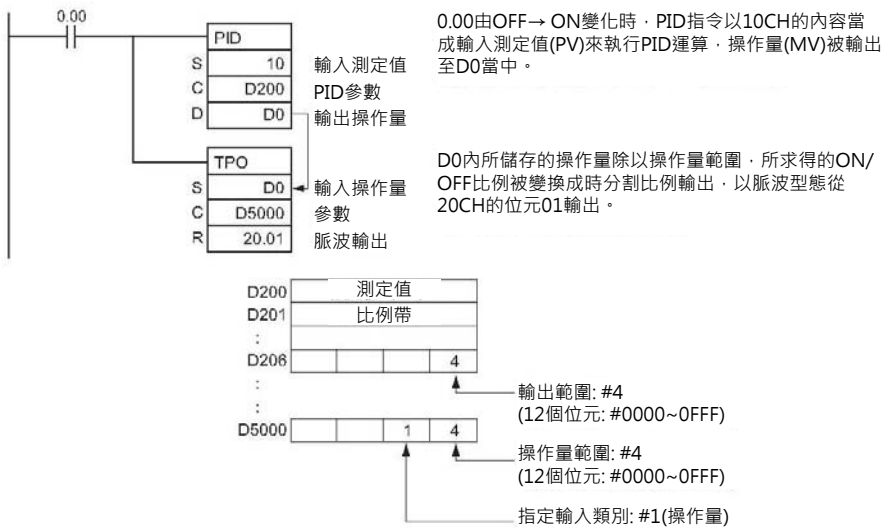 0.00
PID
S 10 輸入測定值
C D200 PID參數
D D0 輸出操作量
TPO
S D0 輸入操作量
C D5000 參數
R 20.01 脈波輸出
0.00由OFF→ ON變化時，PID指令以10CH的內容當
成輸入測定值(PV)來執行PID運算，操作量(MV)被輸出
至D0當中。
D0內所儲存的操作量除以操作量範圍，所求得的ON/
OFF比例被變換成時分割比例輸出，以脈波型態從
20CH的位元01輸出。
D200 測定值
D201 比例帶
:
D206 4
:
:
D5000 1 4
輸出範圍: #4
(12個位元: #0000~0FFF)
操作量範圍: #4
(12個位元: #0000~0FFF)
指定輸入類別: #1(操作量)